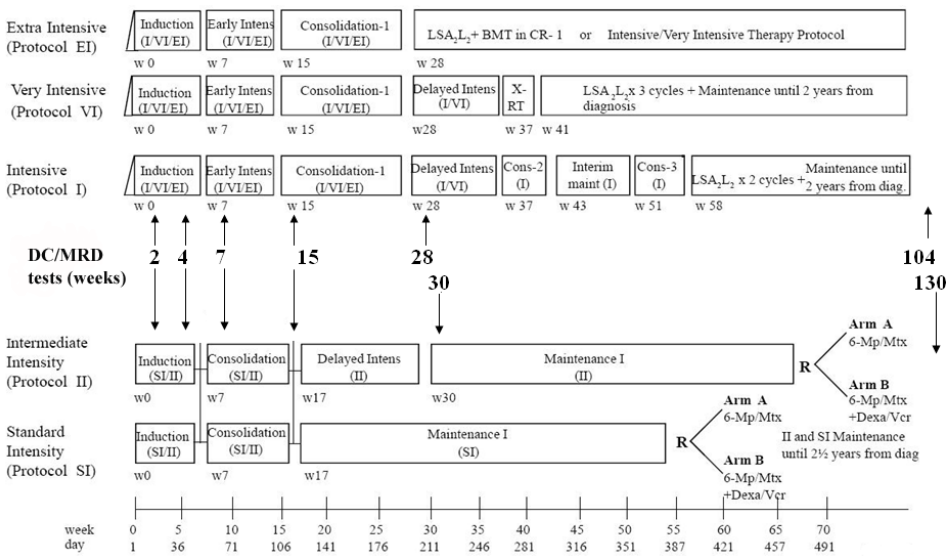 Extra Intensive
(Protocol EI)
Induction
(I/VI/EI)
Early Intens
(I/VI/EI)
Consolidation-1
(I/VI/EI)
LSA2L2+ BMT in CR- 1 or Intensive/Very Intensive Therapy Protocol
w 0
w 7
w 15
w 28
Very Intensive
(Protocol VI)
Induction
(I/VI/EI)
Early Intens
(I/VI/EI)
Consolidation-1
(I/VI/EI)
Delayed Intens
(I/VI)
X-
RT
LSA2L2x 3 cycles + Maintenance until 2 years from
diagnosis
w 0
w 7
w 15
w28
w 37
w 41
Intensive
(Protocol I)
Induction
(I/VI/EI)
Early Intens
(I/VI/EI)
Consolidation-1
(I/VI/EI)
Delayed Intens
(I/VI)
Cons-2
(I)
Interim
maint (I)
Cons-3
(I)
LSA2L2 x 2 cycles +
Maintenance until
2 years from diag.
w 0
w 7
w 15
w 28
w 37
w 43
w 51
w 58
DC/MRD
tests (weeks)
2 4 7 15 28 104
30 130
Intermediate
Intensity
(Protocol II)
Induction
(SI/II)
Consolidation
(SI/II)
Delayed Intens
(II)
Maintenance I
(II)
R
Arm A
6-Mp/Mtx
Arm B
6-Mp/Mtx
+Dexa/Vcr
w0
w7
w17
w30
Standard
Intensity
(Protocol SI)
Induction
(SI/II)
Consolidation
(SI/II)
Maintenance I
(SI)
R
Arm A
6-Mp/Mtx
Arm B
6-Mp/Mtx
+Dexa/Vcr
II and SI Maintenance
until 2½ years from diag
w0
w7
w17
week 0 5 10 15 20 25 30 35 40 45 50 55 60 65 70
day 1 36 71 106 141 176 211 246 281 316 351 387 421 457 491